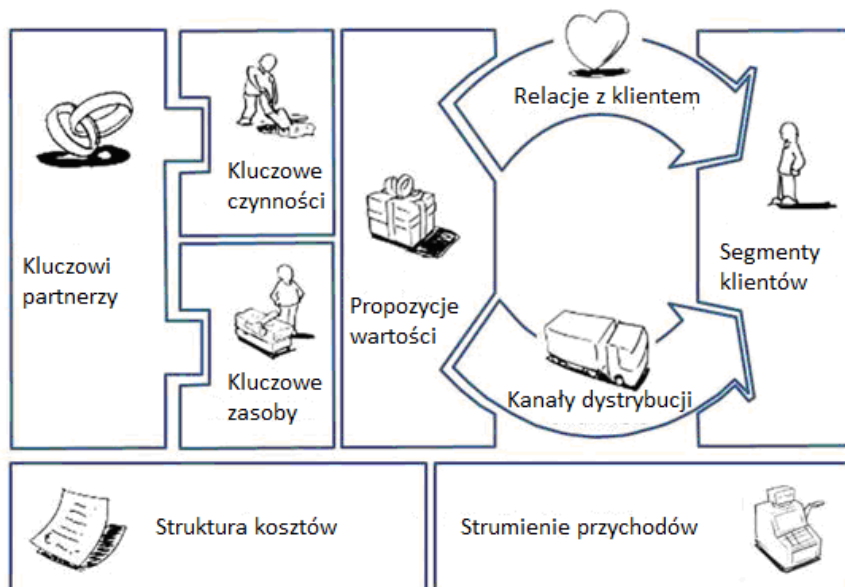 Kluczowi
partnerzy
Kluczowe
czynności
Kluczowe
zasoby
Propozycje
wartości
Relacje z klientem
Kanały dystrybucji
Segmenty
klientów
Struktura kosztów
Strumienie przychodów